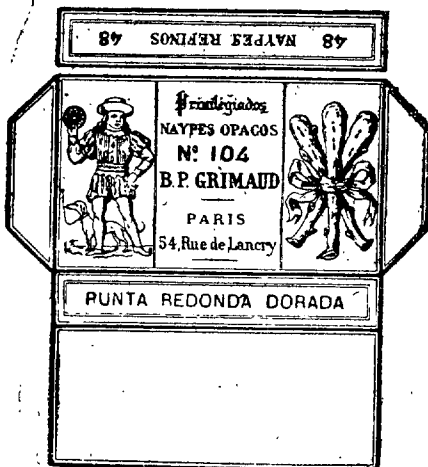 48 NAYPES REFINOS 48
Privilegiados
NAYPES OPACOS
Nº 104
B.P. GRIMAUD
PARIS
54, Rue de Lancry
PUNTA REDONDA DORADA